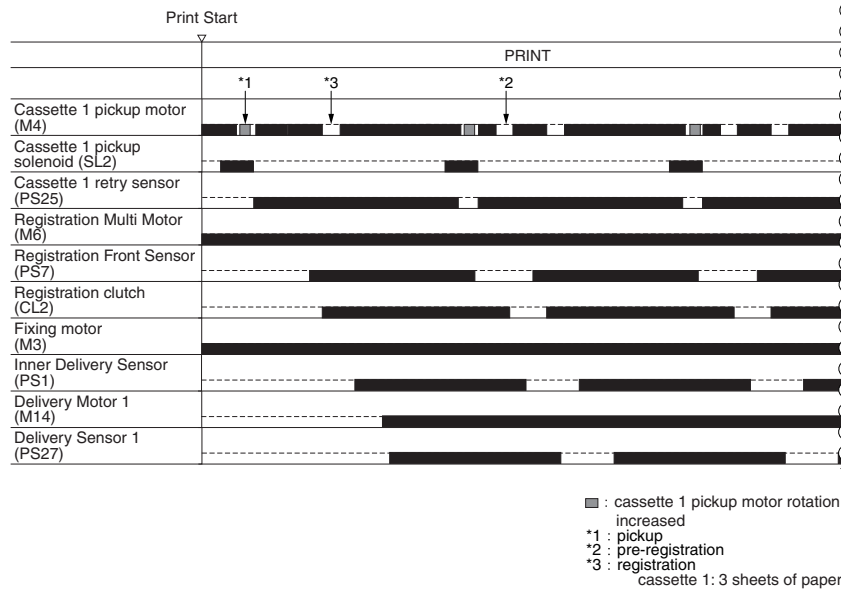 Print Start
PRINT
*1
*3
*2
Cassette 1 pickup motor
(M4)
Cassette 1 pickup
solenoid (SL2)
Cassette 1 retry sensor
(PS25)
Registration Multi Motor
(M6)
Registration Front Sensor
(PS7)
Registration clutch
(CL2)
Fixing motor
(M3)
Inner Delivery Sensor
(PS1)
Delivery Motor 1
(M14)
Delivery Sensor 1
(PS27)
: cassette 1 pickup motor rotation
increased
*1 : pickup
*2 : pre-registration
*3 : registration
cassette 1: 3 sheets of paper